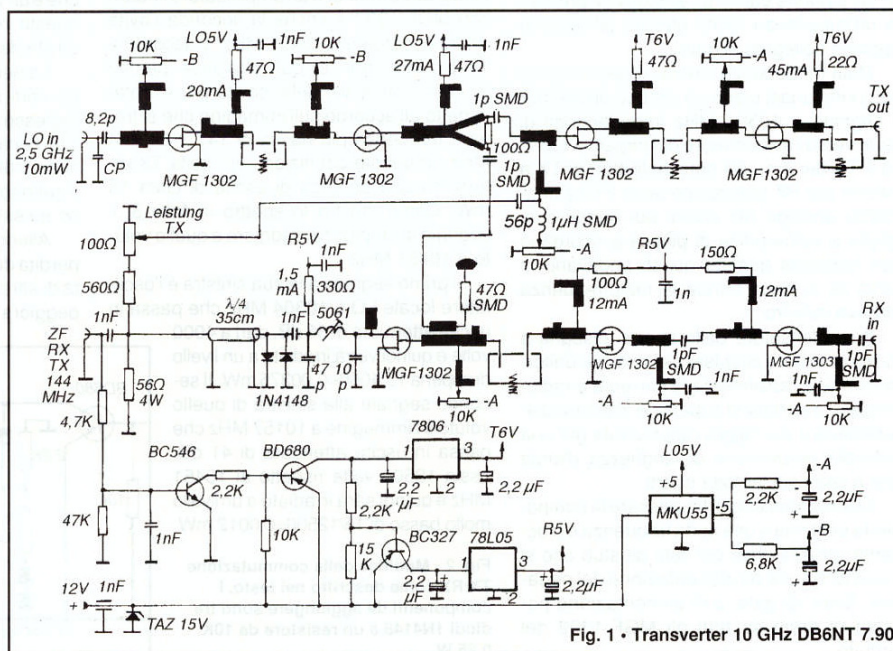 10K
-B
LO5V
1nF
47Ω
20mA
10K
-B
LO5V
1nF
27mA
47Ω
T6V
47Ω
10K
-A
T6V
45mA
22Ω
TX
out
8,2p
1p SMD
LO in
2,5 GHz
10mW
CP
MGF 1302
MGF 1302
100Ω
1p
SMD
MGF 1302
MGF 1302
Leistung
TX
100Ω
56p
1µH SMD
-A
10K
R5V
560Ω
1nF
R5V
1,5
mA
330Ω
47Ω
SMD
100Ω
150Ω
12mA
1n
12mA
1nF
λ/4
35cm
1nF
5061
RX
in
ZF
RX
TX
144
MHz
56Ω
4W
1N4148
47
p
10
p
MGF1302
-A
10K
MGF 1302
1pF
SMD
MGF 1303
1pF
SMD
1nF
1nF
-A
10K
-A
10K
4,7K
BC546
BD680
7806
T6V
1
3
2
2,2K
2,2
µF
2,2µF
47K
1nF
10K
2,2K
15
K
BC327
78L05
R5V
1
3
2
2,2
µF
2,2µF
L05V
+5
MKU55
-5
2,2K
-A
2,2µF
6,8K
-B
2,2µF
12V
1nF
TAZ 15V
Fig. 1 • Transverter 10 GHz DB6NT 7.90